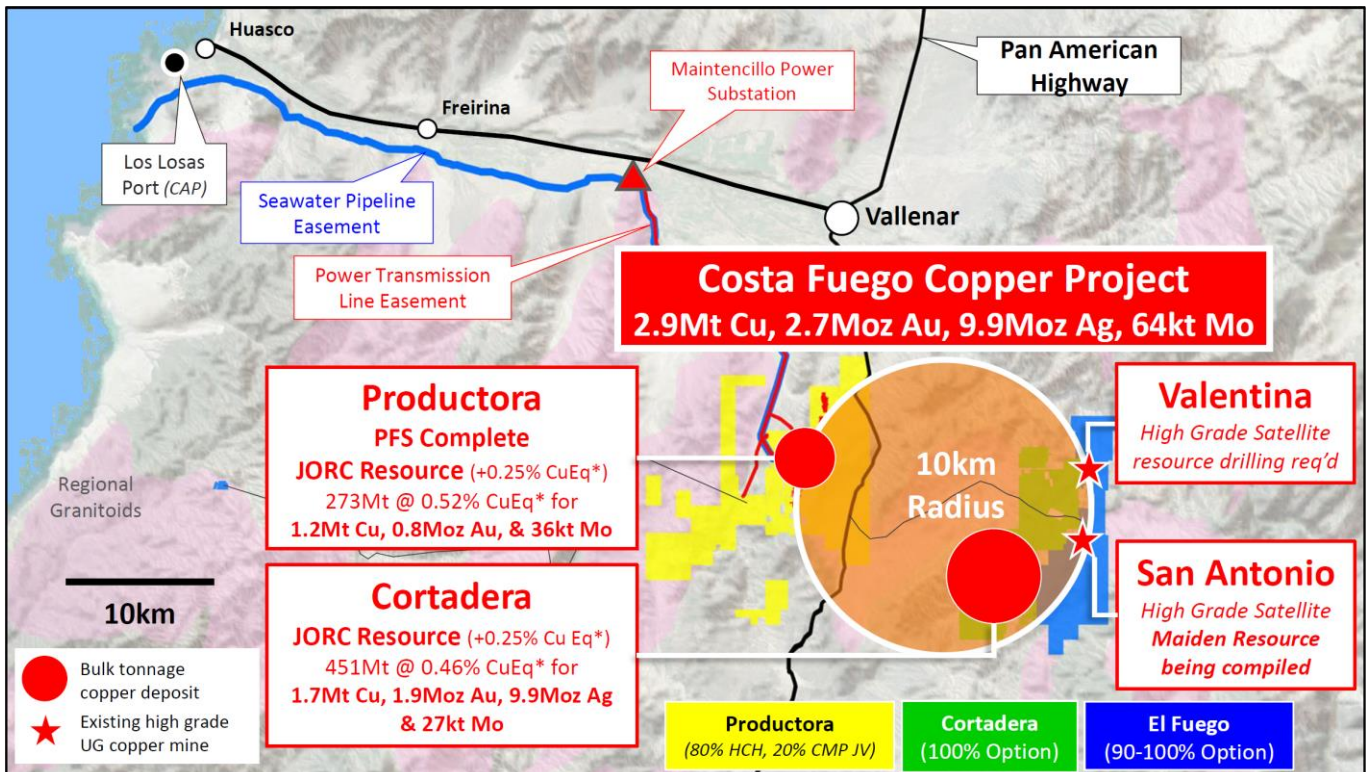 Huasco
Pan American
Highway
Maintencillo Power
Substation
Freirina
Los Losas
Port (CAP)
Seawater Pipeline
Easement
Vallenar
Power Transmission
Line Easement
Costa Fuego Copper Project
2.9Mt Cu, 2.7Moz Au, 9.9Moz Ag, 64kt Mo
Productora
PFS Complete
JORC Resource (+0.25% CuEq*)
273Mt @ 0.52% CuEq* for
1.2Mt Cu, 0.8Moz Au, & 36kt Mo
Valentina
High Grade Satellite
resource drilling req'd
10km
Radius
Regional
Granitoids
10km
Cortadera
JORC Resource (+0.25% Cu Eq*)
451Mt @ 0.46% CuEq* for
1.7Mt Cu, 1.9Moz Au, 9.9Moz Ag
& 27kt Mo
San Antonio
High Grade Satellite
Maiden Resource
being compiled
Bulk tonnage
copper deposit
Existing high grade
UG copper mine
Productora
(80% HCH, 20% CMP JV)
Cortadera
(100% Option)
El Fuego
(90-100% Option)